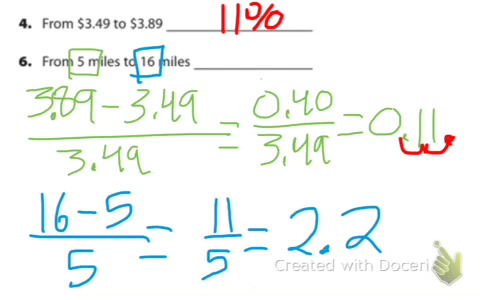 4. From $3.49 to $3.89 11%
6. From 5 miles to 16 miles
3.89 - 3.49 / 3.49 = 0.40 / 3.49 = 0.11
16 - 5 / 5 = 11 / 5 = 2.2
Created with Doceri